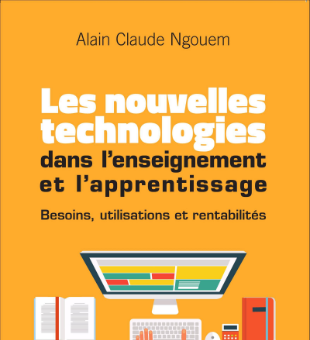 Alain Claude Ngouem
Les nouvelles
technologies
dans l'enseignement
et l'apprentissage
Besoins, utilisations et rentabilités